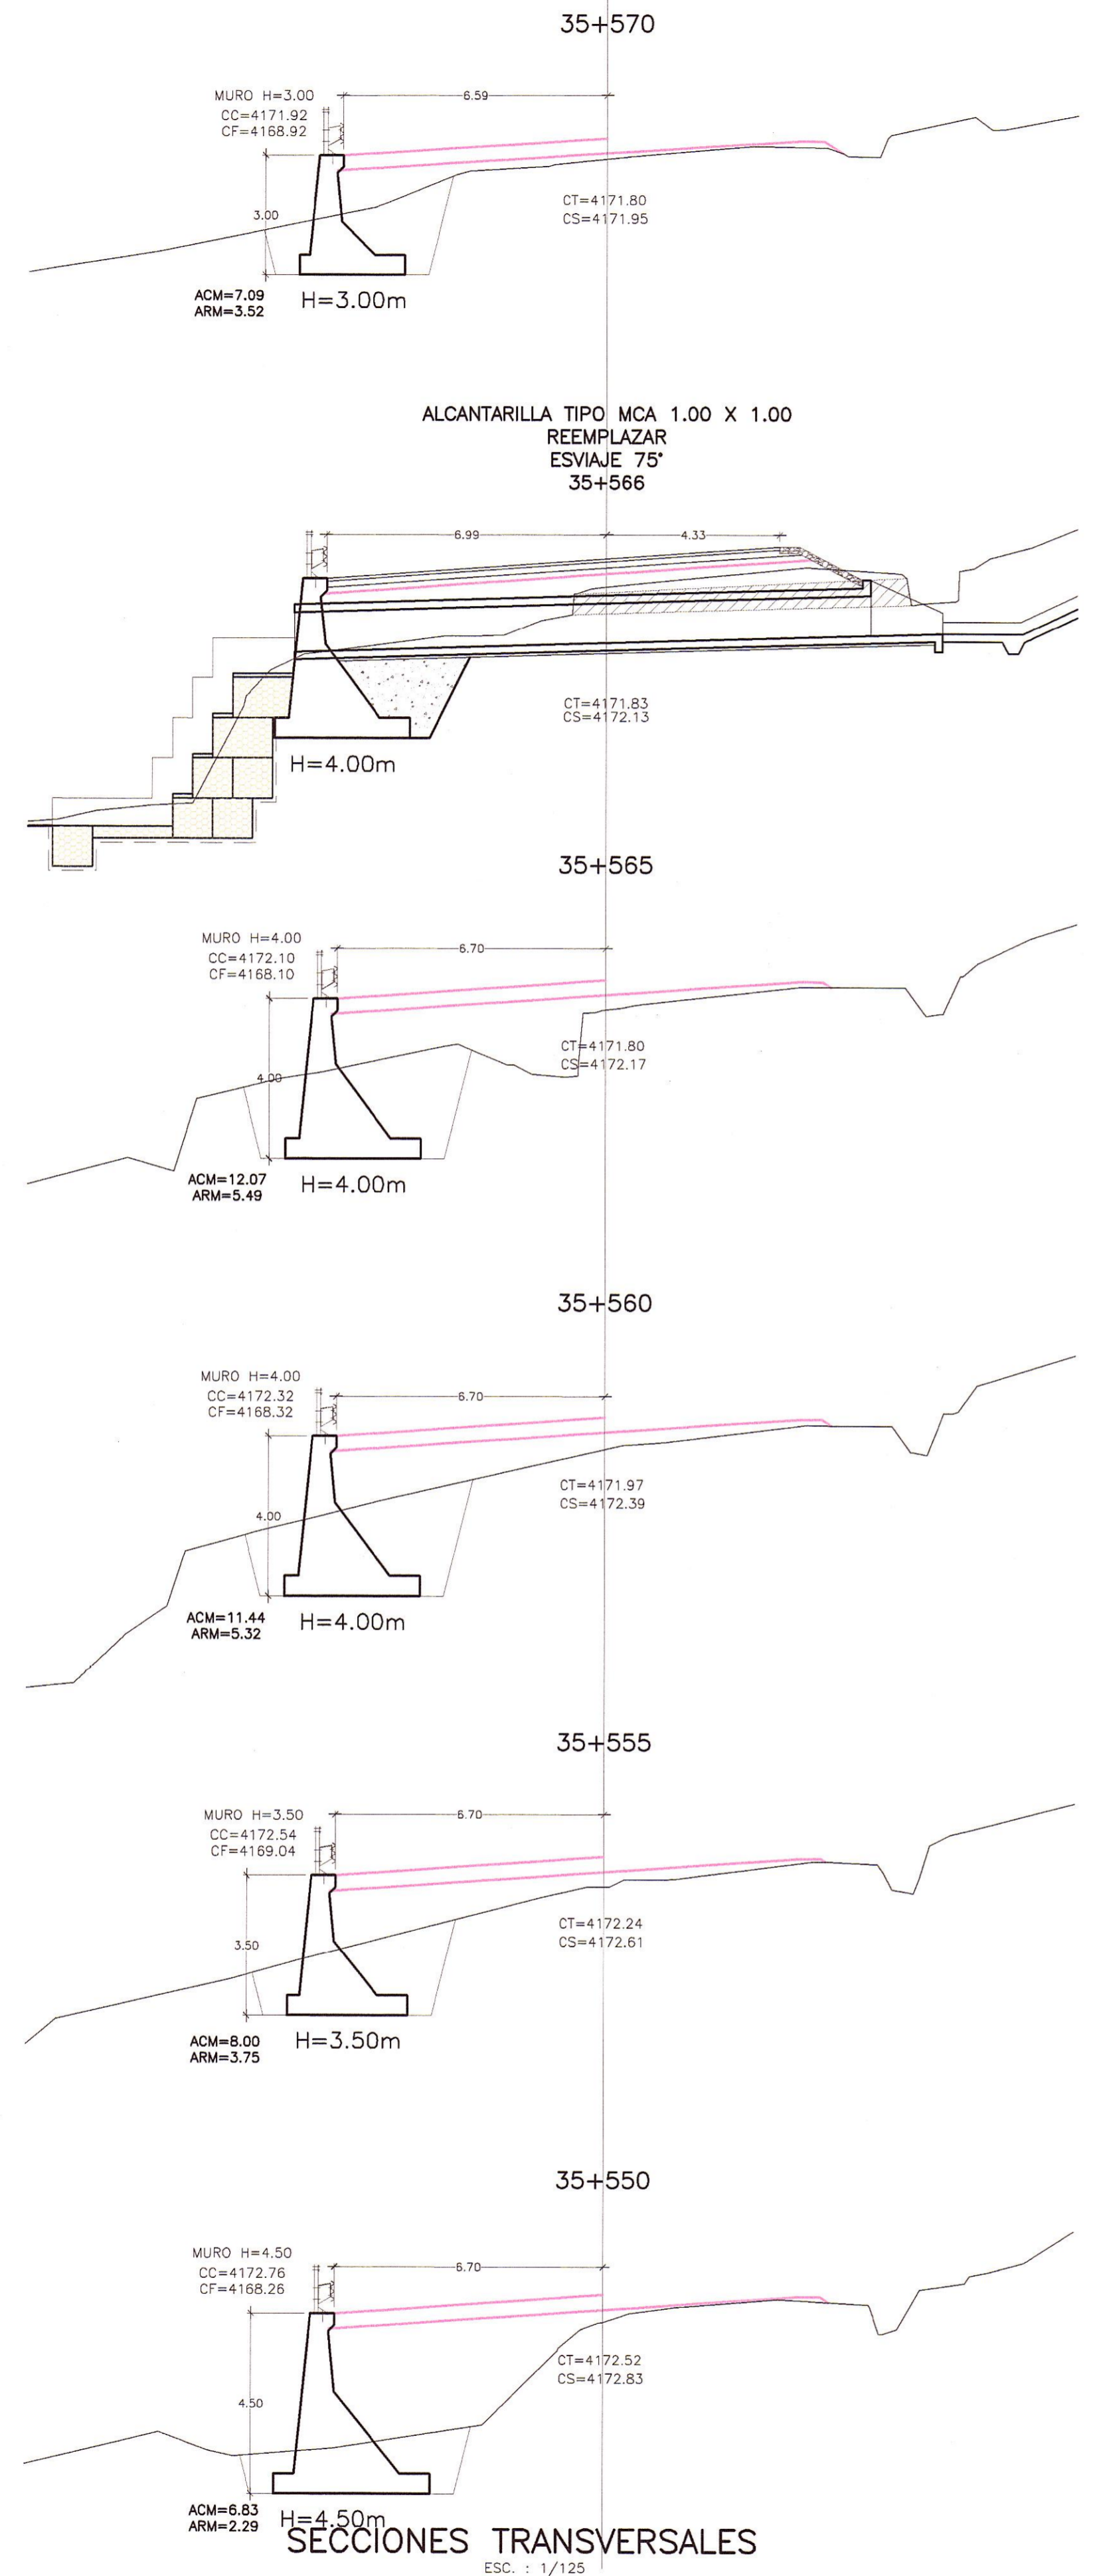 35+570
MURO H=3.00
CC=4171.92
CF=4168.92
6.59
3.00
CT=4171.80
CS=4171.95
ACM=7.09
ARM=3.52
H=3.00m
ALCANTARILLA TIPO MCA 1.00 X 1.00
REEMPLAZAR
ESVIAJE 75°
35+566
6.99
4.33
CT=4171.83
CS=4172.13
H=4.00m
35+565
MURO H=4.00
CC=4172.10
CF=4168.10
6.70
4.00
CT=4171.80
CS=4172.17
ACM=12.07
ARM=5.49
H=4.00m
35+560
MURO H=4.00
CC=4172.32
CF=4168.32
6.70
4.00
CT=4171.97
CS=4172.39
ACM=11.44
ARM=5.32
H=4.00m
35+555
MURO H=3.50
CC=4172.54
CF=4169.04
6.70
3.50
CT=4172.24
CS=4172.61
ACM=8.00
ARM=3.75
H=3.50m
35+550
MURO H=4.50
CC=4172.76
CF=4168.26
6.70
4.50
CT=4172.52
CS=4172.83
ACM=6.83
ARM=2.29
H=4.50m
SECCIONES TRANSVERSALES
ESC. : 1/125